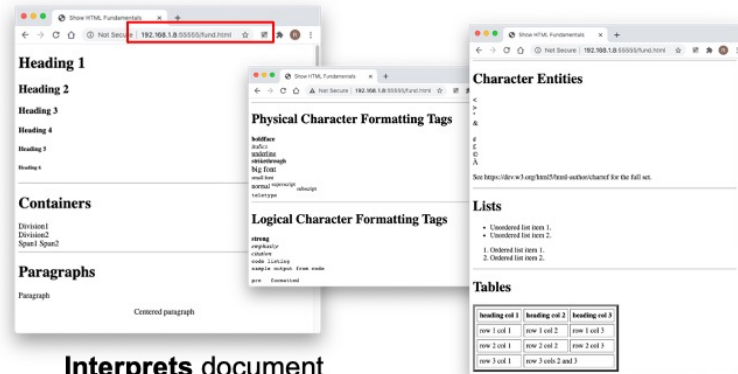 Show HTML Fundamentals
Not Secure | 192.168.1.8:55555/fund.html
Heading 1
Heading 2
Heading 3
Heading 4
Heading 5
Heading 6
Containers
Division1
Division2
Span1 Span2
Paragraphs
Paragraph
Centered paragraph
Interprets document
Show HTML Fundamentals
Not Secure | 192.168.1.8:55555/fund.html
Physical Character Formatting Tags
boldface
italics
underline
strikethrough
big font
small font
normal superscript subscript
teletype
Logical Character Formatting Tags
strong
emphasis
citation
code listing
sample output from code
pre formatted
Show HTML Fundamentals
Not Secure | 192.168.1.8:55555/fund.html
Character Entities
<
>
&
£
©
See https://dev.w3.org/html5/html-author/charref for the full set.
Lists
• Unordered list item 1.
• Unordered list item 2.
1. Ordered list item 1.
2. Ordered list item 2.
Tables
heading col 1 heading col 2 heading col 3
row 1 col 1 row 1 col 2 row 1 col 3
row 2 col 1 row 2 col 2 row 2 col 3
row 3 col 1 row 3 cols 2 and 3